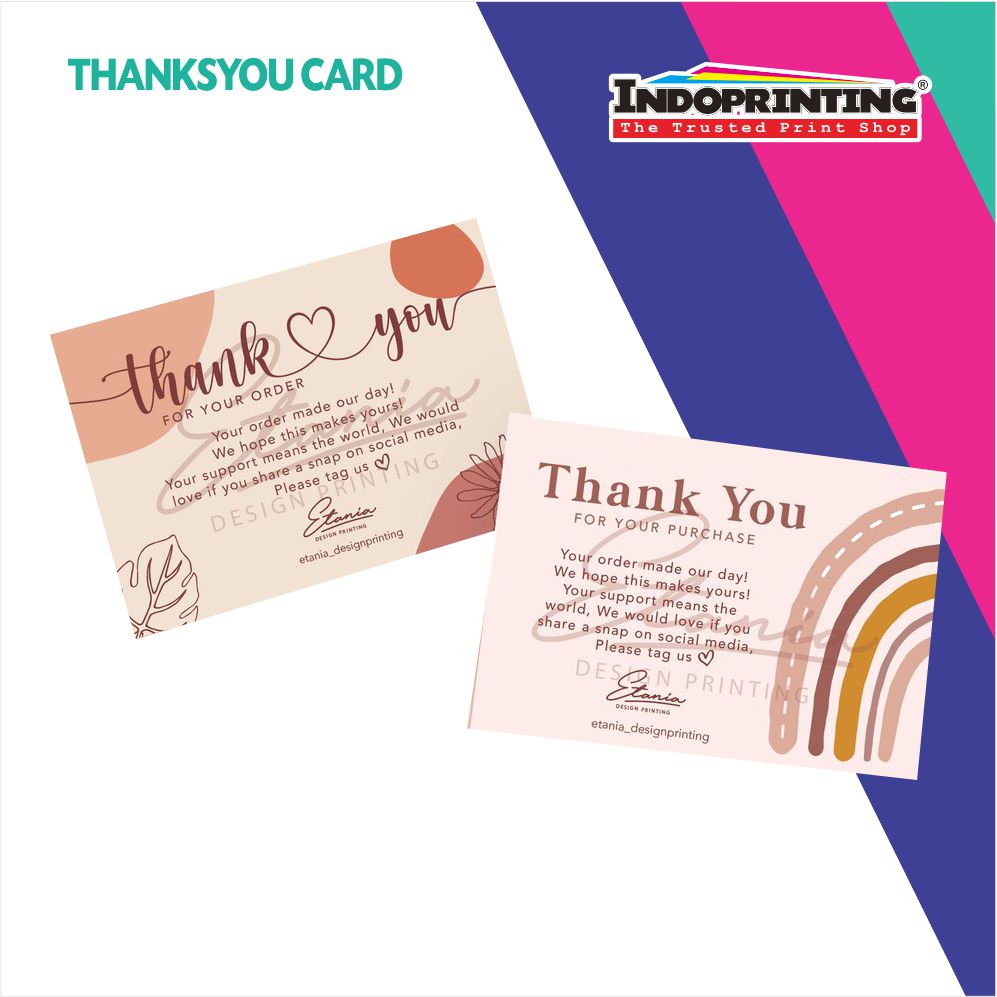 THANKSYOU CARD
INDOPRINTING®
The Trusted Print Shop
thank you
FOR YOUR ORDER
Your order made our day!
We hope this makes yours!
Your support means the world, We would
love if you share a snap on social media,
Please tag us
Etania
DESIGN PRINTING
Etania
DESIGN PRINTING
etania_designprinting
Thank You
FOR YOUR PURCHASE
Your order made our day!
We hope this makes yours!
Your support means the
world, We would love if you
share a snap on social media,
Please tag us
Etania
DESIGN PRINTING
Etania
DESIGN PRINTING
etania_designprinting